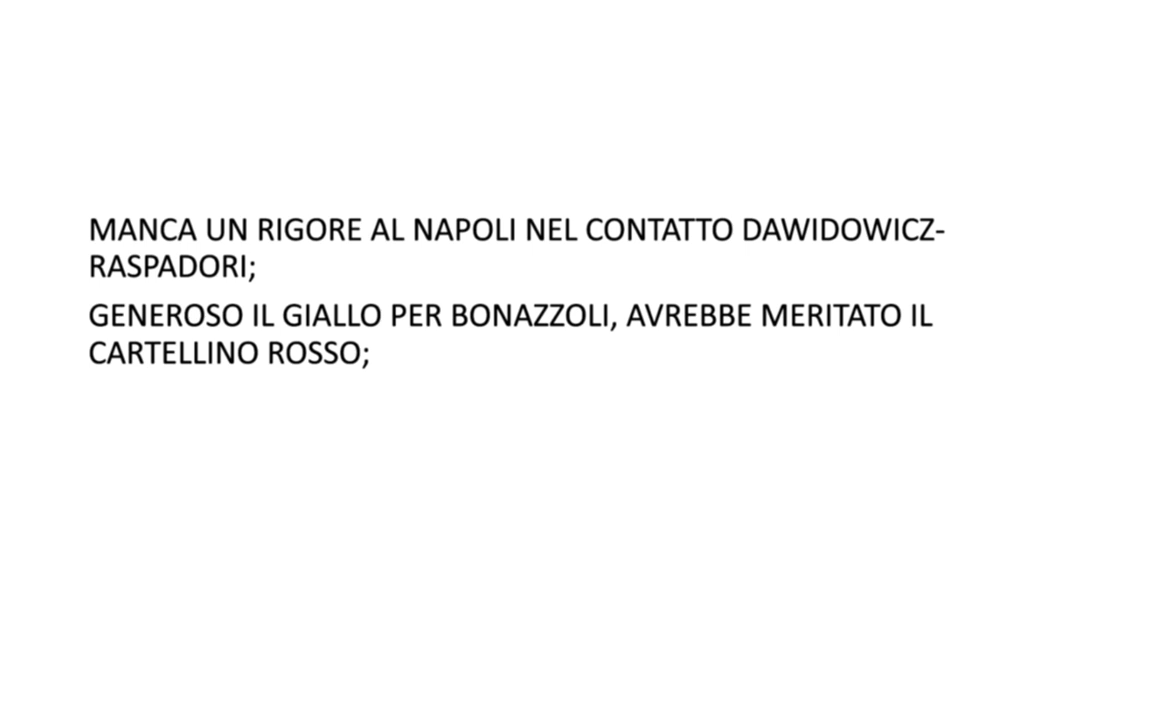 MANCA UN RIGORE AL NAPOLI NEL CONTATTO DAWIDOWICZ-
RASPADORI;
GENEROSO IL GIALLO PER BONAZZOLI, AVREBBE MERITATO IL
CARTELLINO ROSSO;